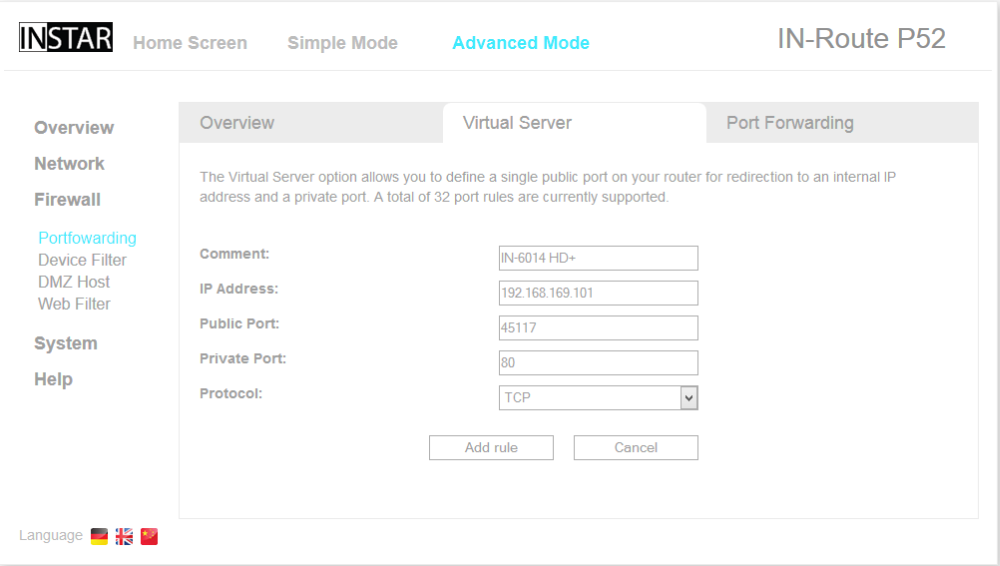 INSTAR Home Screen Simple Mode Advanced Mode IN-Route P52
Overview
Network
Firewall
Portfowarding
Device Filter
DMZ Host
Web Filter
System
Help
Overview Virtual Server Port Forwarding
The Virtual Server option allows you to define a single public port on your router for redirection to an internal IP
address and a private port. A total of 32 port rules are currently supported.
Comment: IN-6014 HD+
IP Address: 192.168.169.101
Public Port: 45117
Private Port: 80
Protocol: TCP
Add rule Cancel
Language